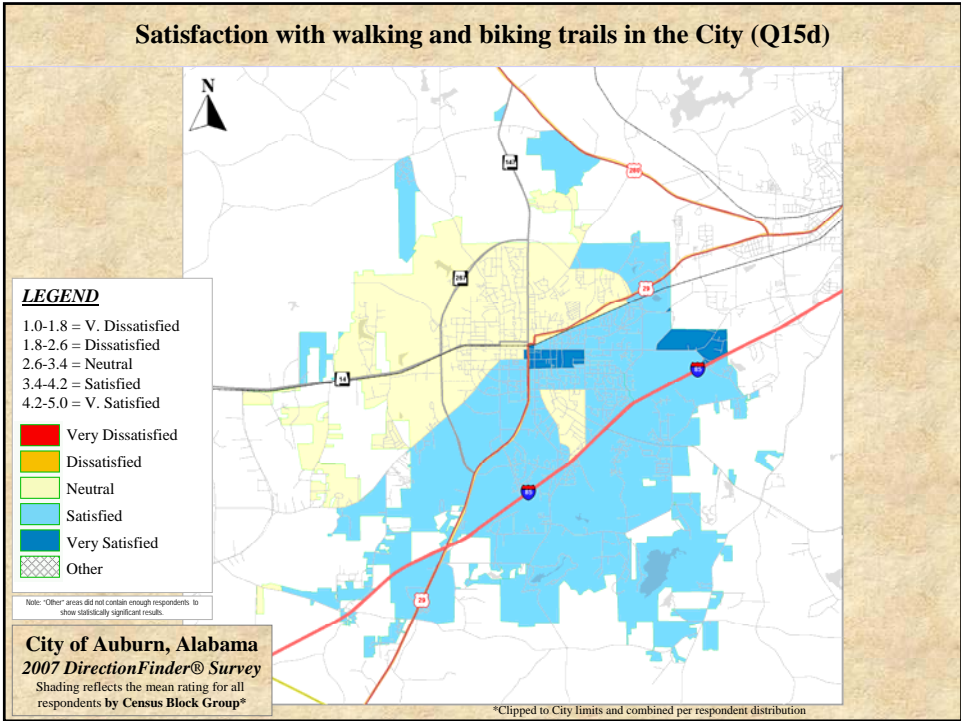 Satisfaction with walking and biking trails in the City (Q15d)
N
147
280
267
29
14
85
85
29
LEGEND
1.0-1.8 = V. Dissatisfied
1.8-2.6 = Dissatisfied
2.6-3.4 = Neutral
3.4-4.2 = Satisfied
4.2-5.0 = V. Satisfied
Very Dissatisfied
Dissatisfied
Neutral
Satisfied
Very Satisfied
Other
Note: "Other" areas did not contain enough respondents to
show statistically significant results.
City of Auburn, Alabama
2007 DirectionFinder® Survey
Shading reflects the mean rating for all
respondents by Census Block Group*
*Clipped to City limits and combined per respondent distribution